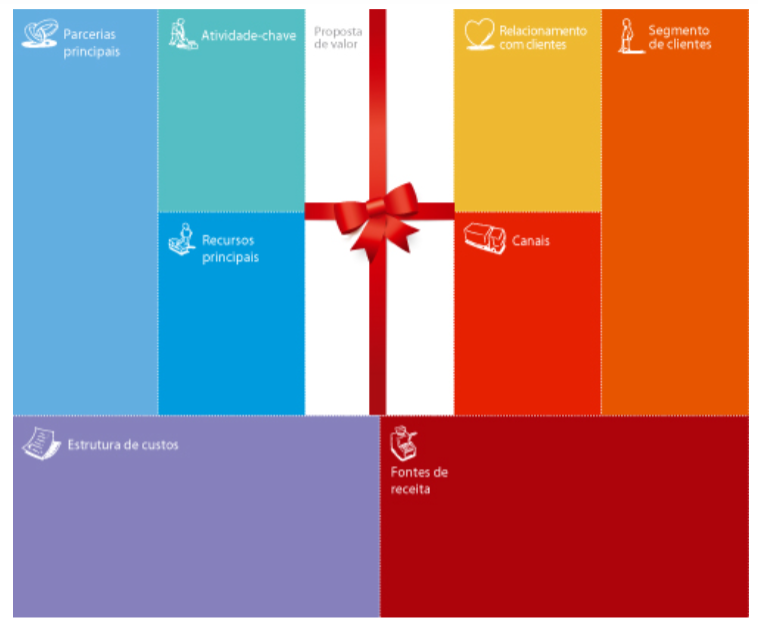 Parcerias
principais
Atividade-chave
Proposta
de valor
Relacionamento
com clientes
Segmento
de clientes
Recursos
principais
Canais
Estrutura de custos
Fontes de
receita